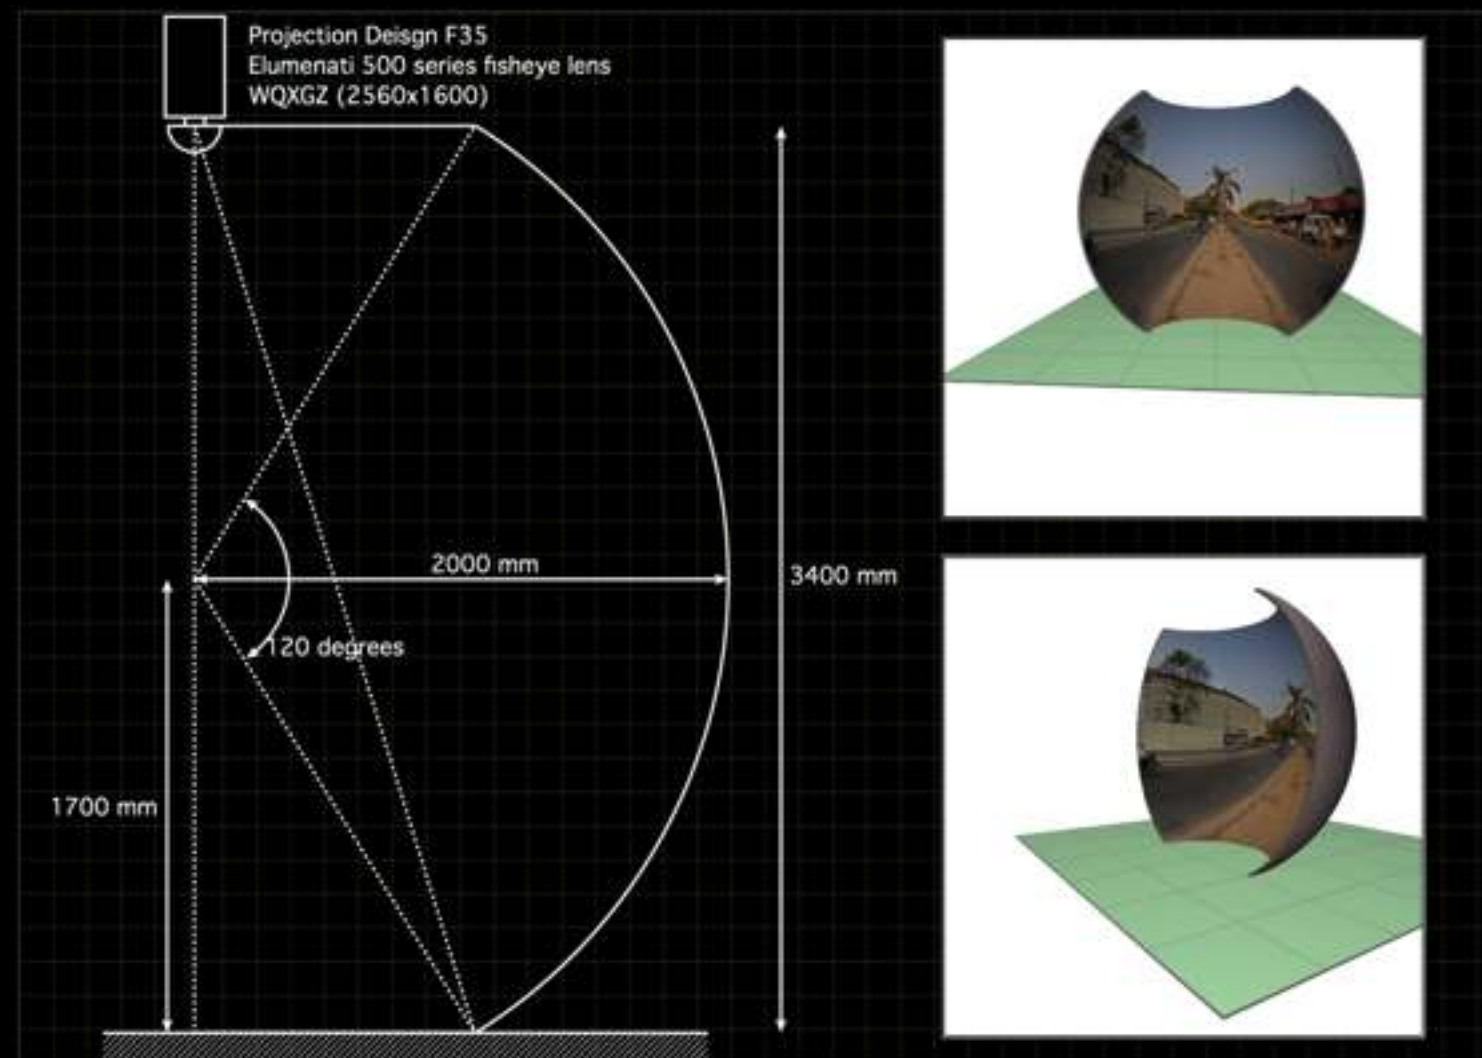 Projection Deisgn F35
Elumenati 500 series fisheye lens
WQXGZ (2560x1600)
2000 mm
3400 mm
120 degrees
1700 mm